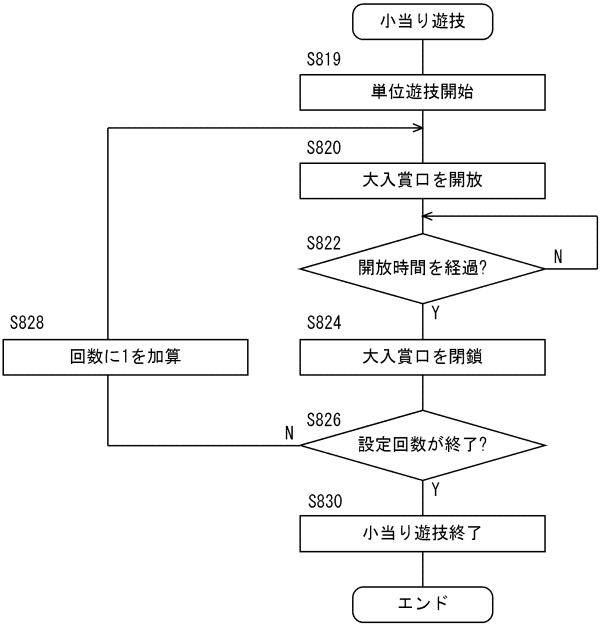 小当り遊技
S819
単位遊技開始
S820
大入賞口を開放
S822
開放時間を経過?
N
Y
S824
大入賞口を閉鎖
S828
回数に1を加算
S826
設定回数が終了?
N
Y
S830
小当り遊技終了
エンド